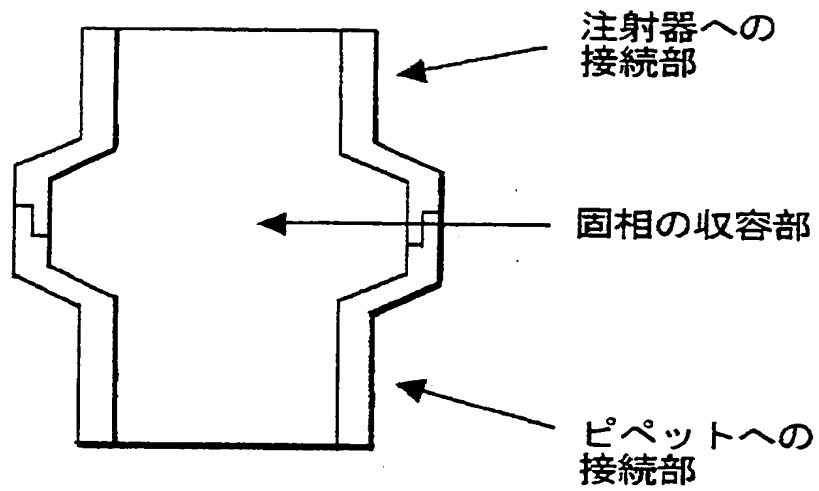 注射器への
接続部
固相の収容部
ピペットへの
接続部